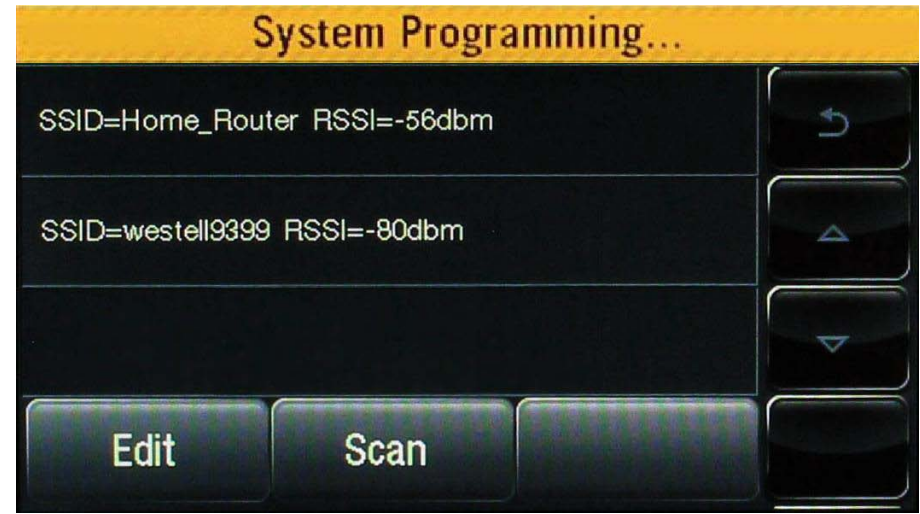 System Programming...
SSID=Home_Router RSSI=-56dbm
SSID=westell9399 RSSI=-80dbm
Edit
Scan